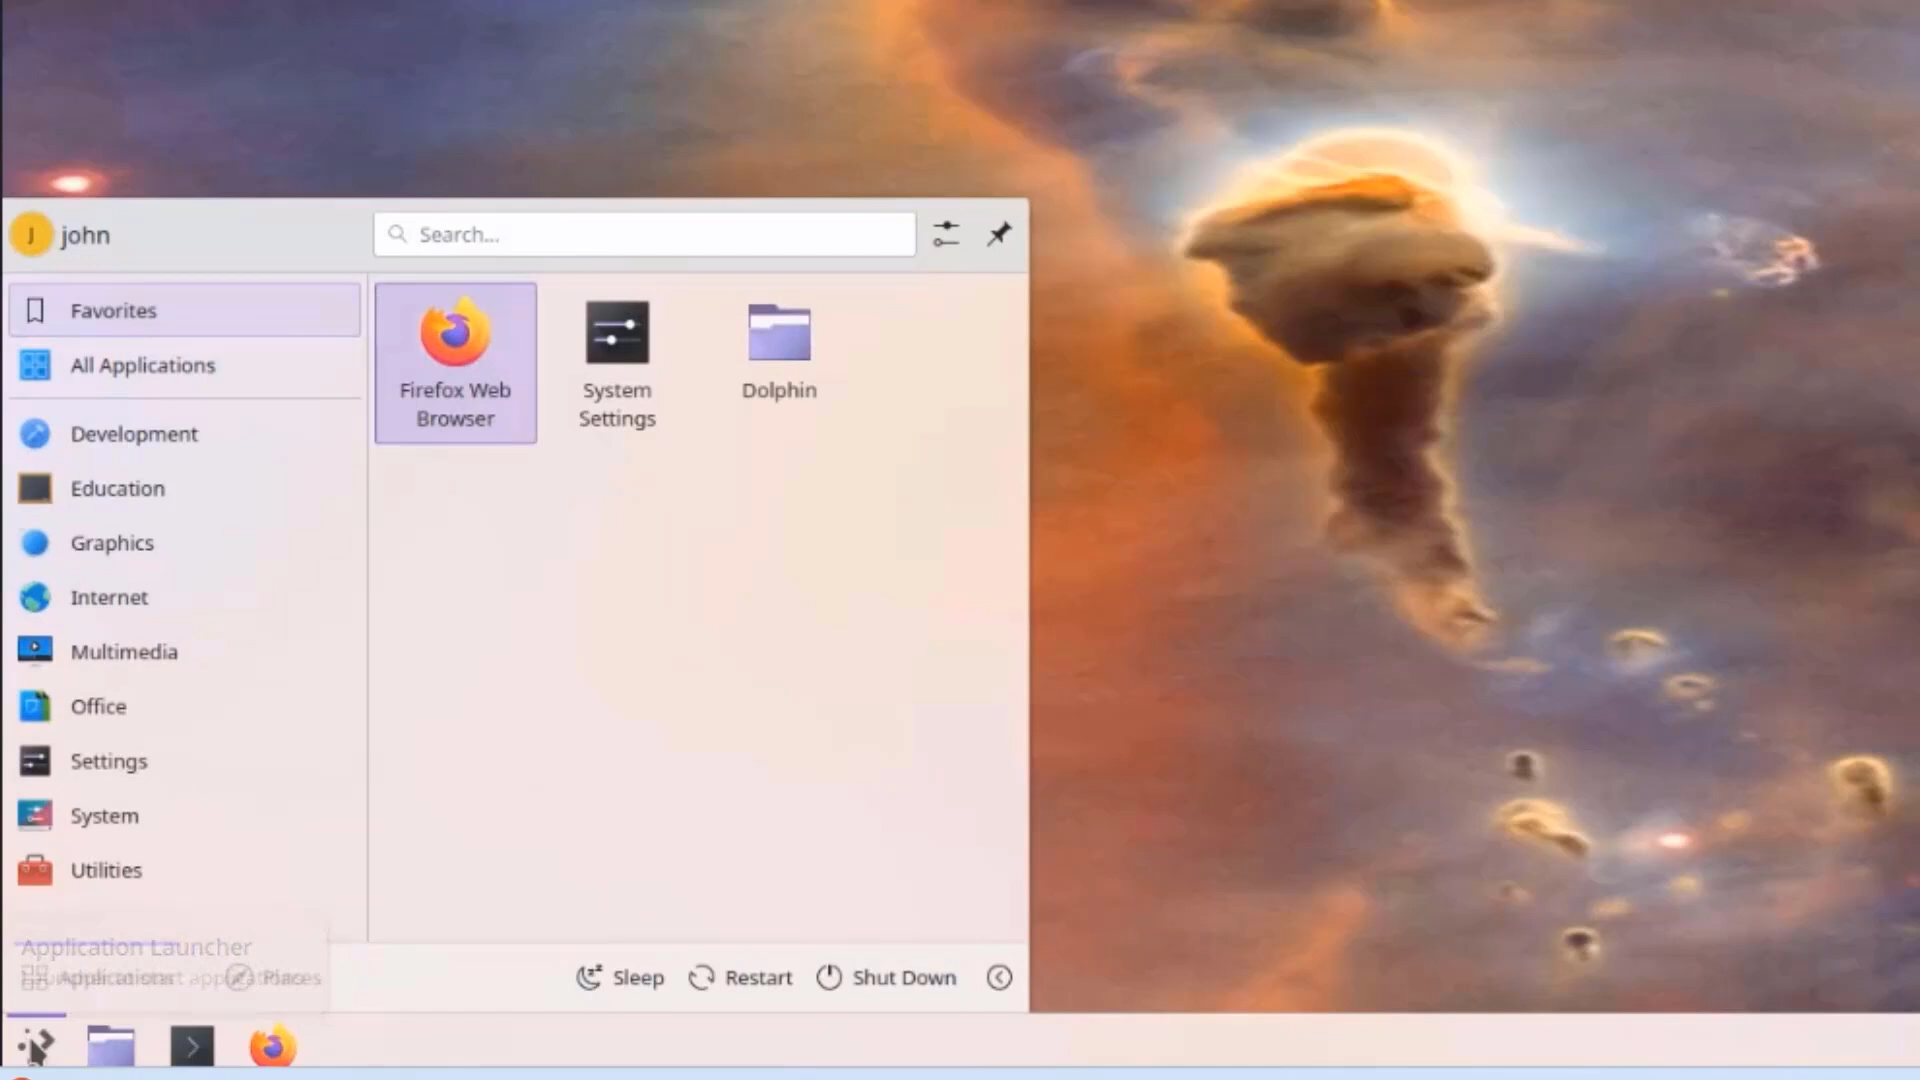 J
john
Search...
Favorites
All Applications
Development
Education
Graphics
Internet
Multimedia
Office
Settings
System
Utilities
Firefox Web
Browser
System
Settings
Dolphin
Application Launcher
Applications
Places
Sleep
Restart
Shut Down